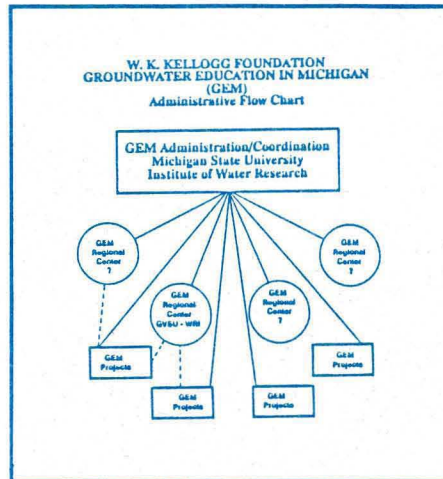 W. K. KELLOGG FOUNDATION
GROUNDWATER EDUCATION IN MICHIGAN
(GEM)
Administrative Flow Chart
GEM Administration/Coordination
Michigan State University
Institute of Water Research
GEM
Regional
Center
?
GEM
Regional
Center
GVSU - WRI
GEM
Regional
Center
?
GEM
Regional
Center
?
GEM
Projects
GEM
Projects
GEM
Projects
GEM
Projects